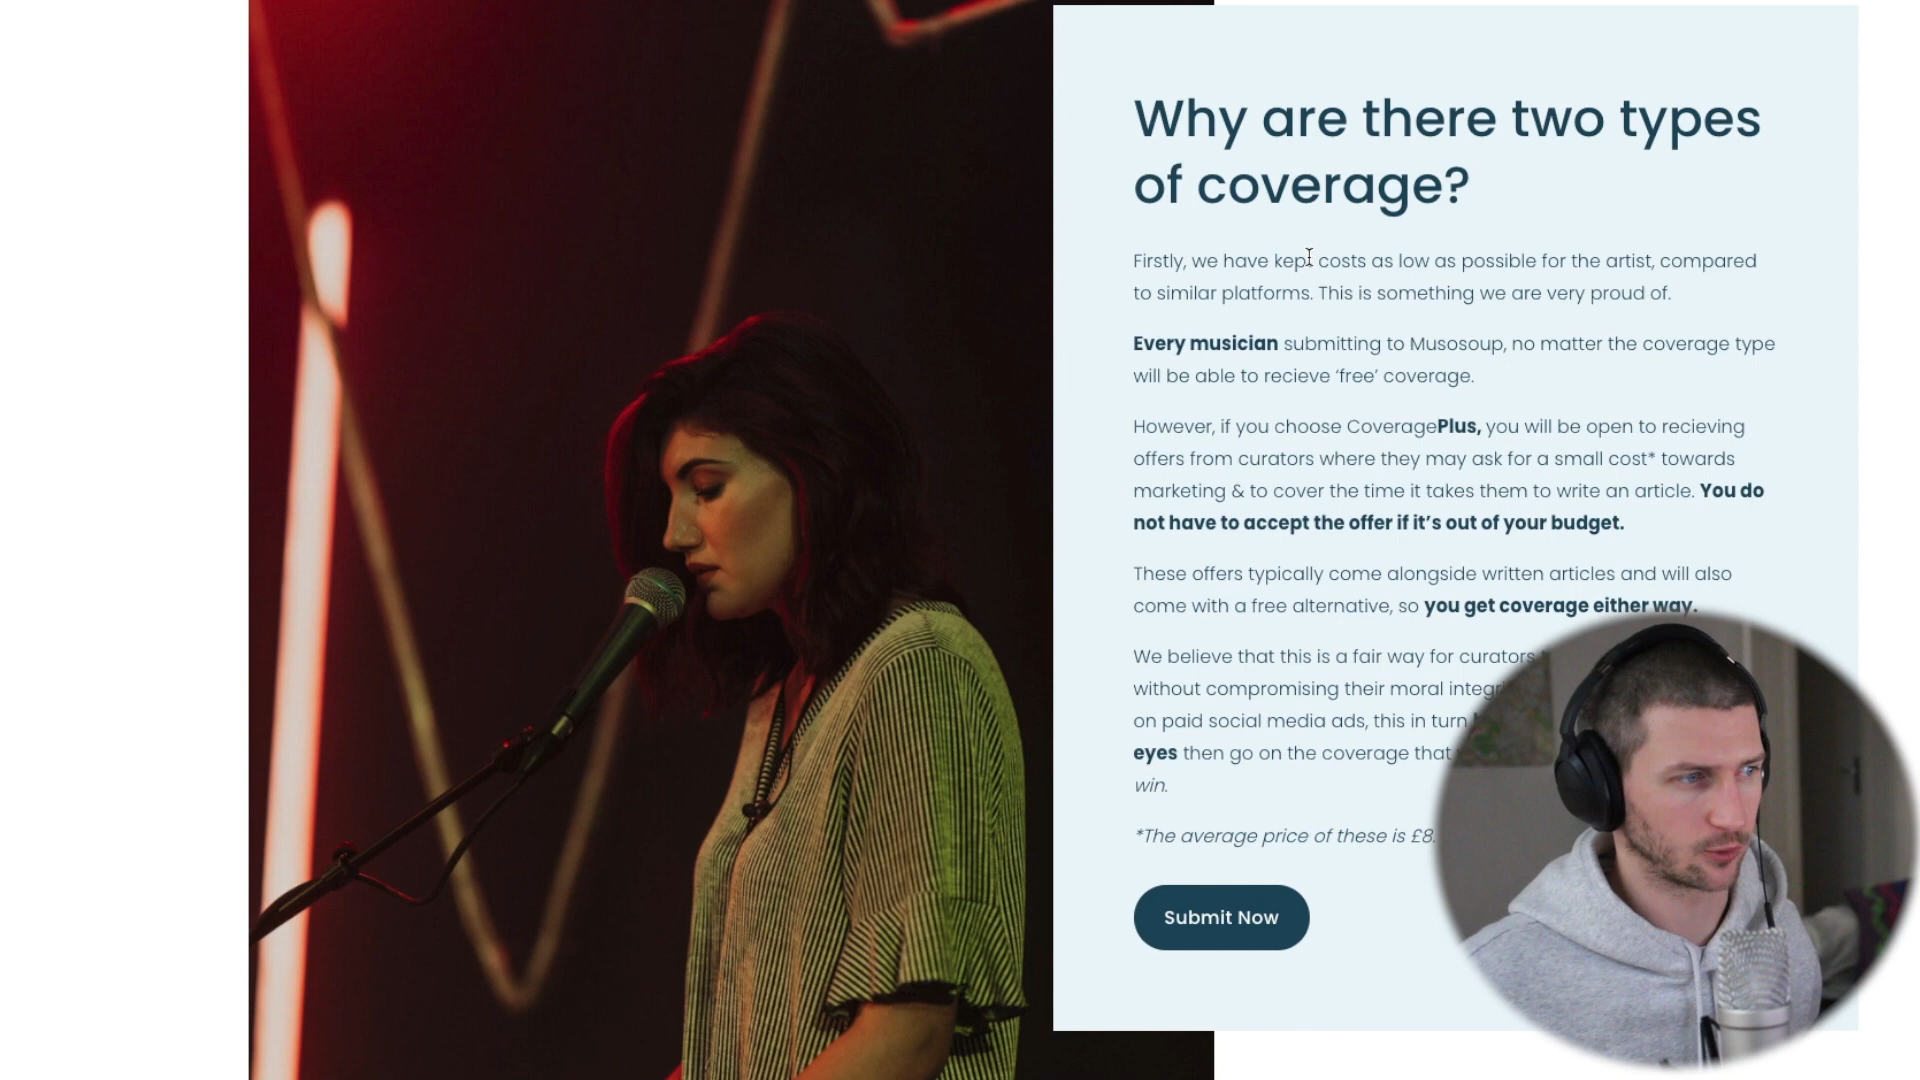 Why are there two types
of coverage?
Firstly, we have kept costs as low as possible for the artist, compared
to similar platforms. This is something we are very proud of.
Every musician submitting to Musosoup, no matter the coverage type
will be able to recieve ‘free’ coverage.
However, if you choose CoveragePlus, you will be open to recieving
offers from curators where they may ask for a small cost* towards
marketing & to cover the time it takes them to write an article. You do
not have to accept the offer if it’s out of your budget.
These offers typically come alongside written articles and will also
come with a free alternative, so you get coverage either way.
We believe that this is a fair way for curators
without compromising their moral
on paid social media ads, this in turn
eyes then go on the coverage that
win.
*The average price of these is £8.
Submit Now